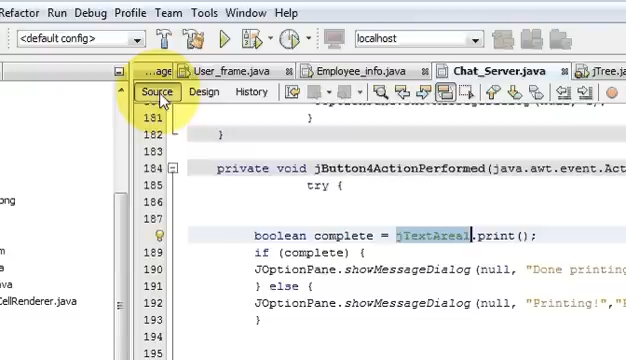 Refactor Run Debug Profile Team Tools Window Help
<default config> localhost
...age User_frame.java Employee_info.java Chat_Server.java jTree.ja
Source Design History
181 }
182 }
183
184 private void jButton4ActionPerformed(java.awt.event.Act
185 try {
186
187
boolean complete = jTextArea1.print();
189 if (complete) {
190 JOptionPane.showMessageDialog(null, "Done printing
191 } else {
192 JOptionPane.showMessageDialog(null, "Printing!","P
193 }
194
195
ng
m
a
a
CellRenderer.java